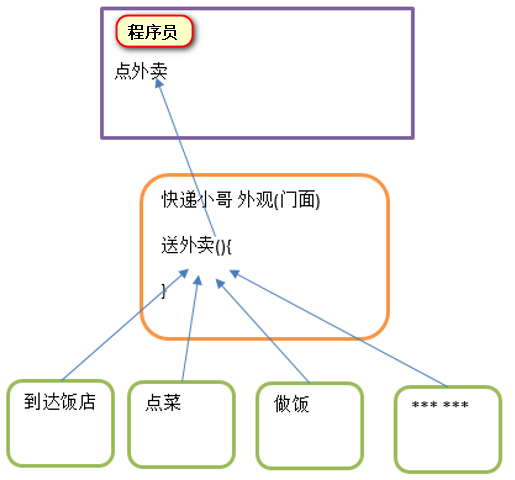 程序员
点外卖
快递小哥 外观(门面)
送外卖(){
}
到达饭店
点菜
做饭
*** ***